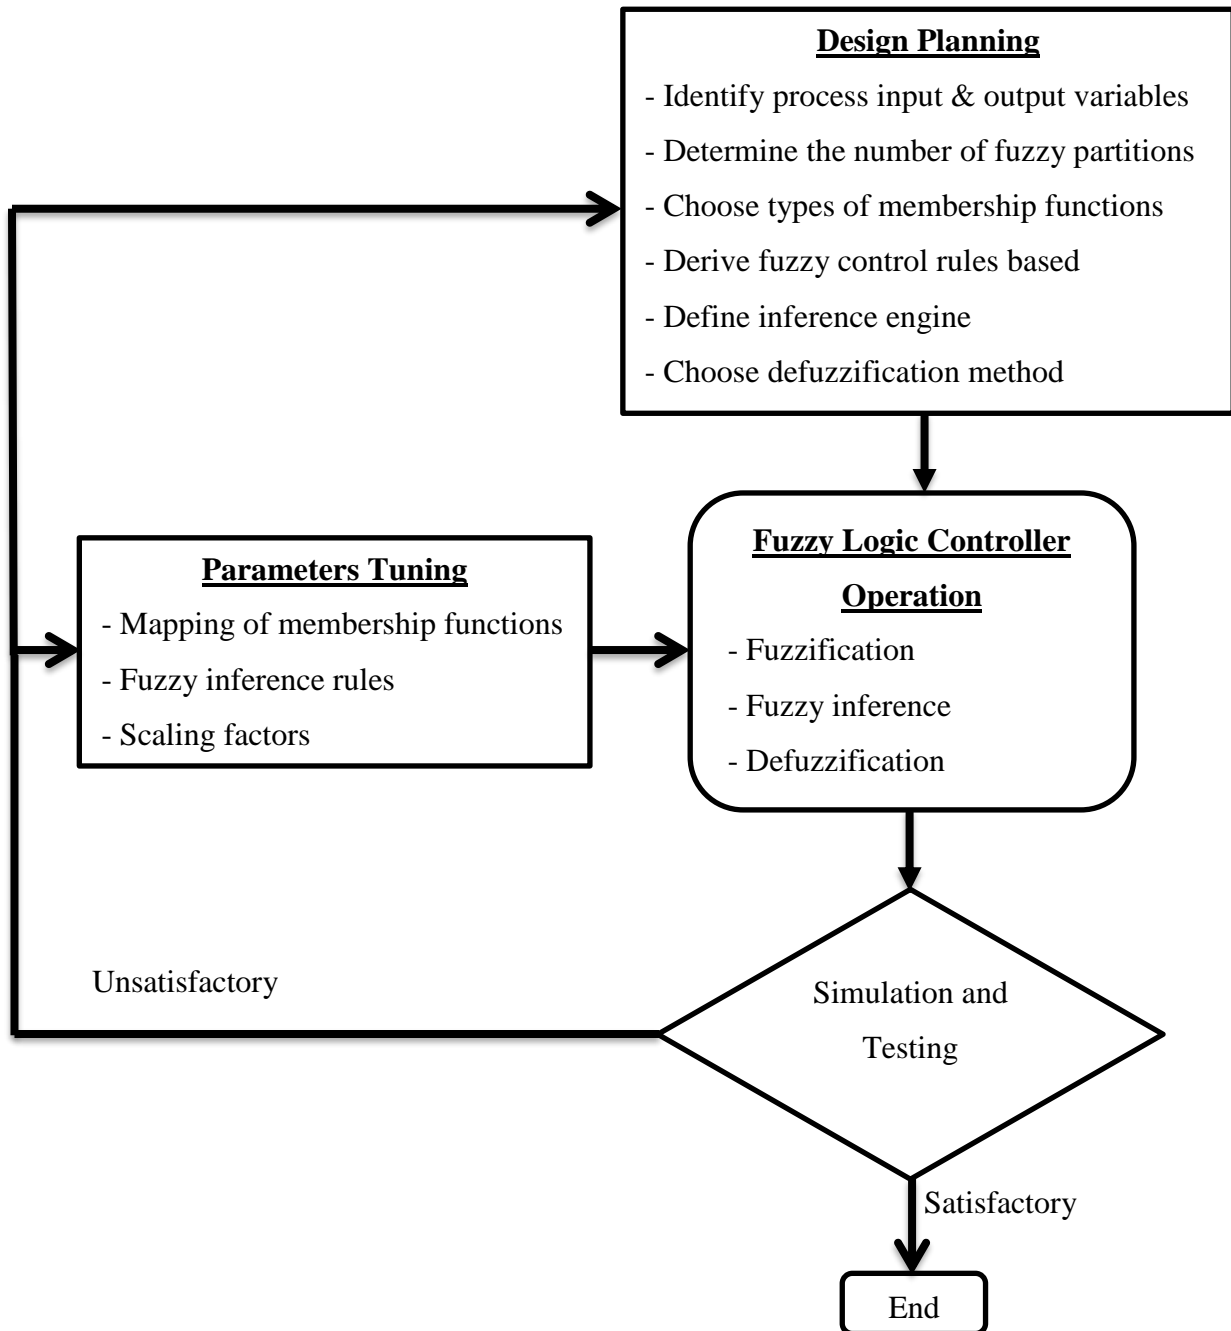 Design Planning
- Identify process input & output variables
- Determine the number of fuzzy partitions
- Choose types of membership functions
- Derive fuzzy control rules based
- Define inference engine
- Choose defuzzification method
Parameters Tuning
- Mapping of membership functions
- Fuzzy inference rules
- Scaling factors
Fuzzy Logic Controller
Operation
- Fuzzification
- Fuzzy inference
- Defuzzification
Unsatisfactory
Simulation and
Testing
Satisfactory
End